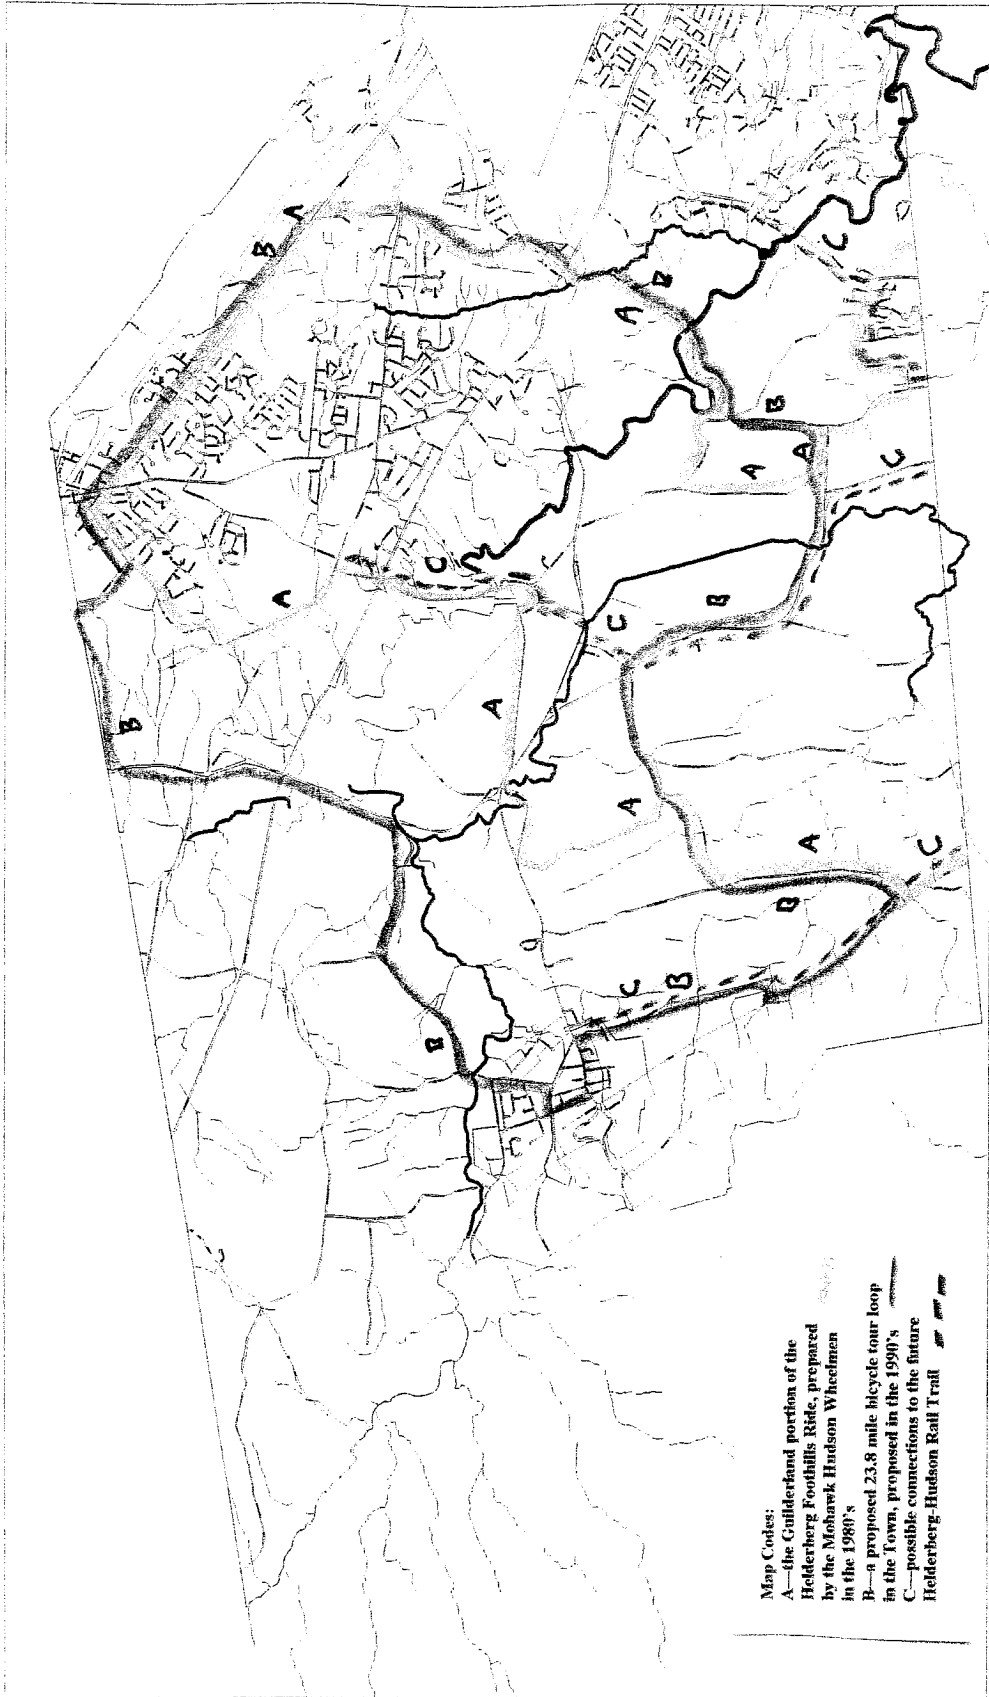 Map Codes:
A—the Guilderland portion of the
Helderberg Foothills Ride, prepared
by the Mohawk Hudson Wheelmen
in the 1980's
B—a proposed 23.8 mile bicycle tour loop
in the Town, proposed in the 1990's
C—possible connections to the future
Helderberg-Hudson Rail Trail
B
A
B
A
B
A
C
B
A
A
C
A
C
B
C
A
A
A
B
C
B
C
B